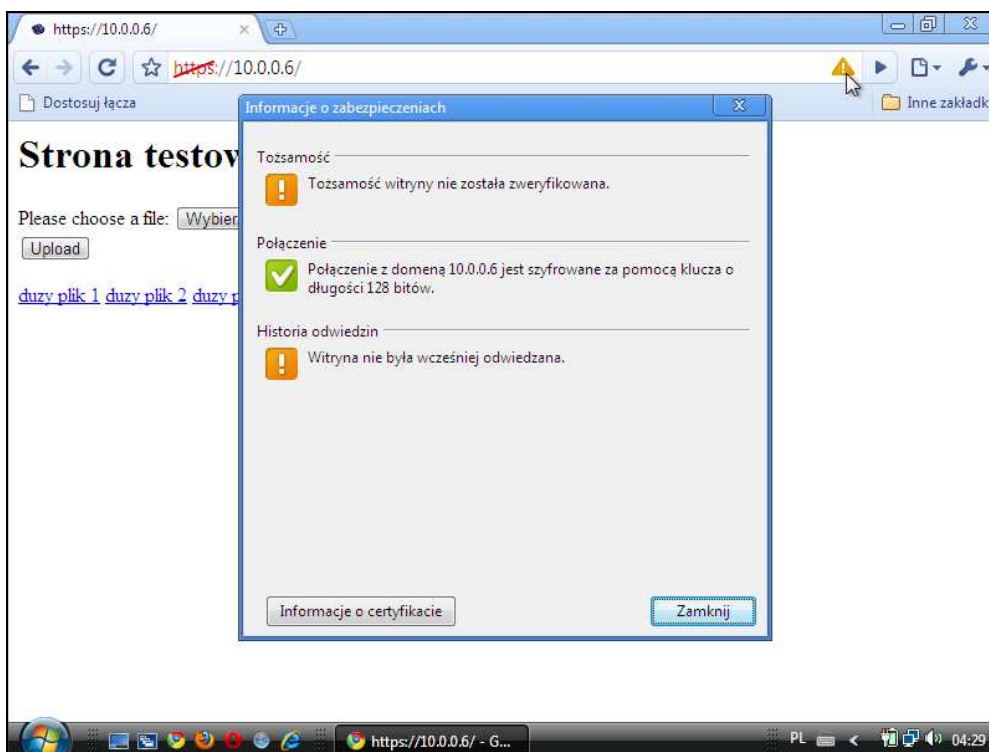 https://10.0.0.6/
https://10.0.0.6/
Dostosuj łącza
Inne zakładk
Informacje o zabezpieczeniach
Strona testow
Please choose a file: Wybier
Upload
duzy plik 1 duzy plik 2 duzy p
Tożsamość
Tożsamość witryny nie została zweryfikowana.
Połączenie
Połączenie z domeną 10.0.0.6 jest szyfrowane za pomocą klucza o
długości 128 bitów.
Historia odwiedzin
Witryna nie była wcześniej odwiedzana.
Informacje o certyfikacie
Zamknij
https://10.0.0.6/ - G...
PL
04:29